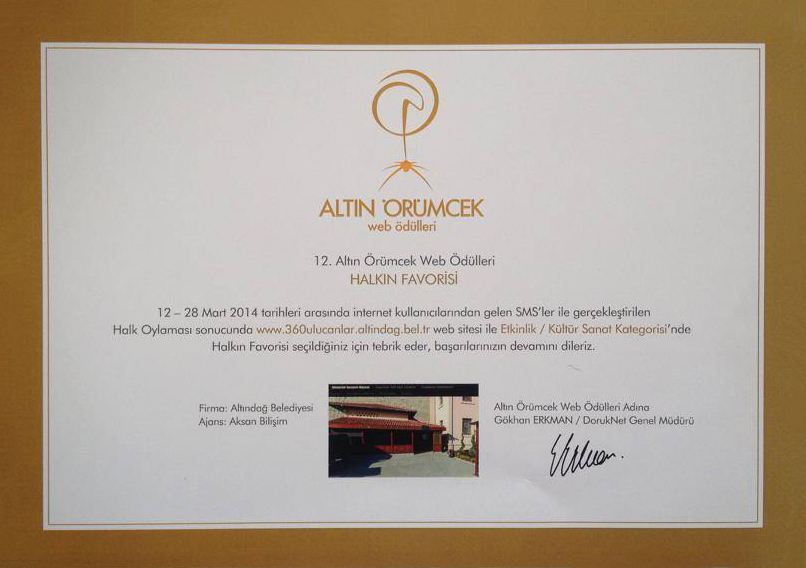 ALTIN ÖRÜMCEK
web ödülleri
12. Altın Örümcek Web Ödülleri
HALKIN FAVORİSİ
12 – 28 Mart 2014 tarihleri arasında internet kullanıcılarından gelen SMS'ler ile gerçekleştirilen
Halk Oylaması sonucunda www.360ulucanlar.altindag.bel.tr web sitesi ile Etkinlik / Kültür Sanat Kategorisi'nde
Halkın Favorisi seçildiğiniz için tebrik eder, başarılarınızın devamını dileriz.
Firma: Altındağ Belediyesi
Ajans: Aksan Bilişim
Altın Örümcek Web Ödülleri Adına
Gökhan ERKMAN / DorukNet Genel Müdürü